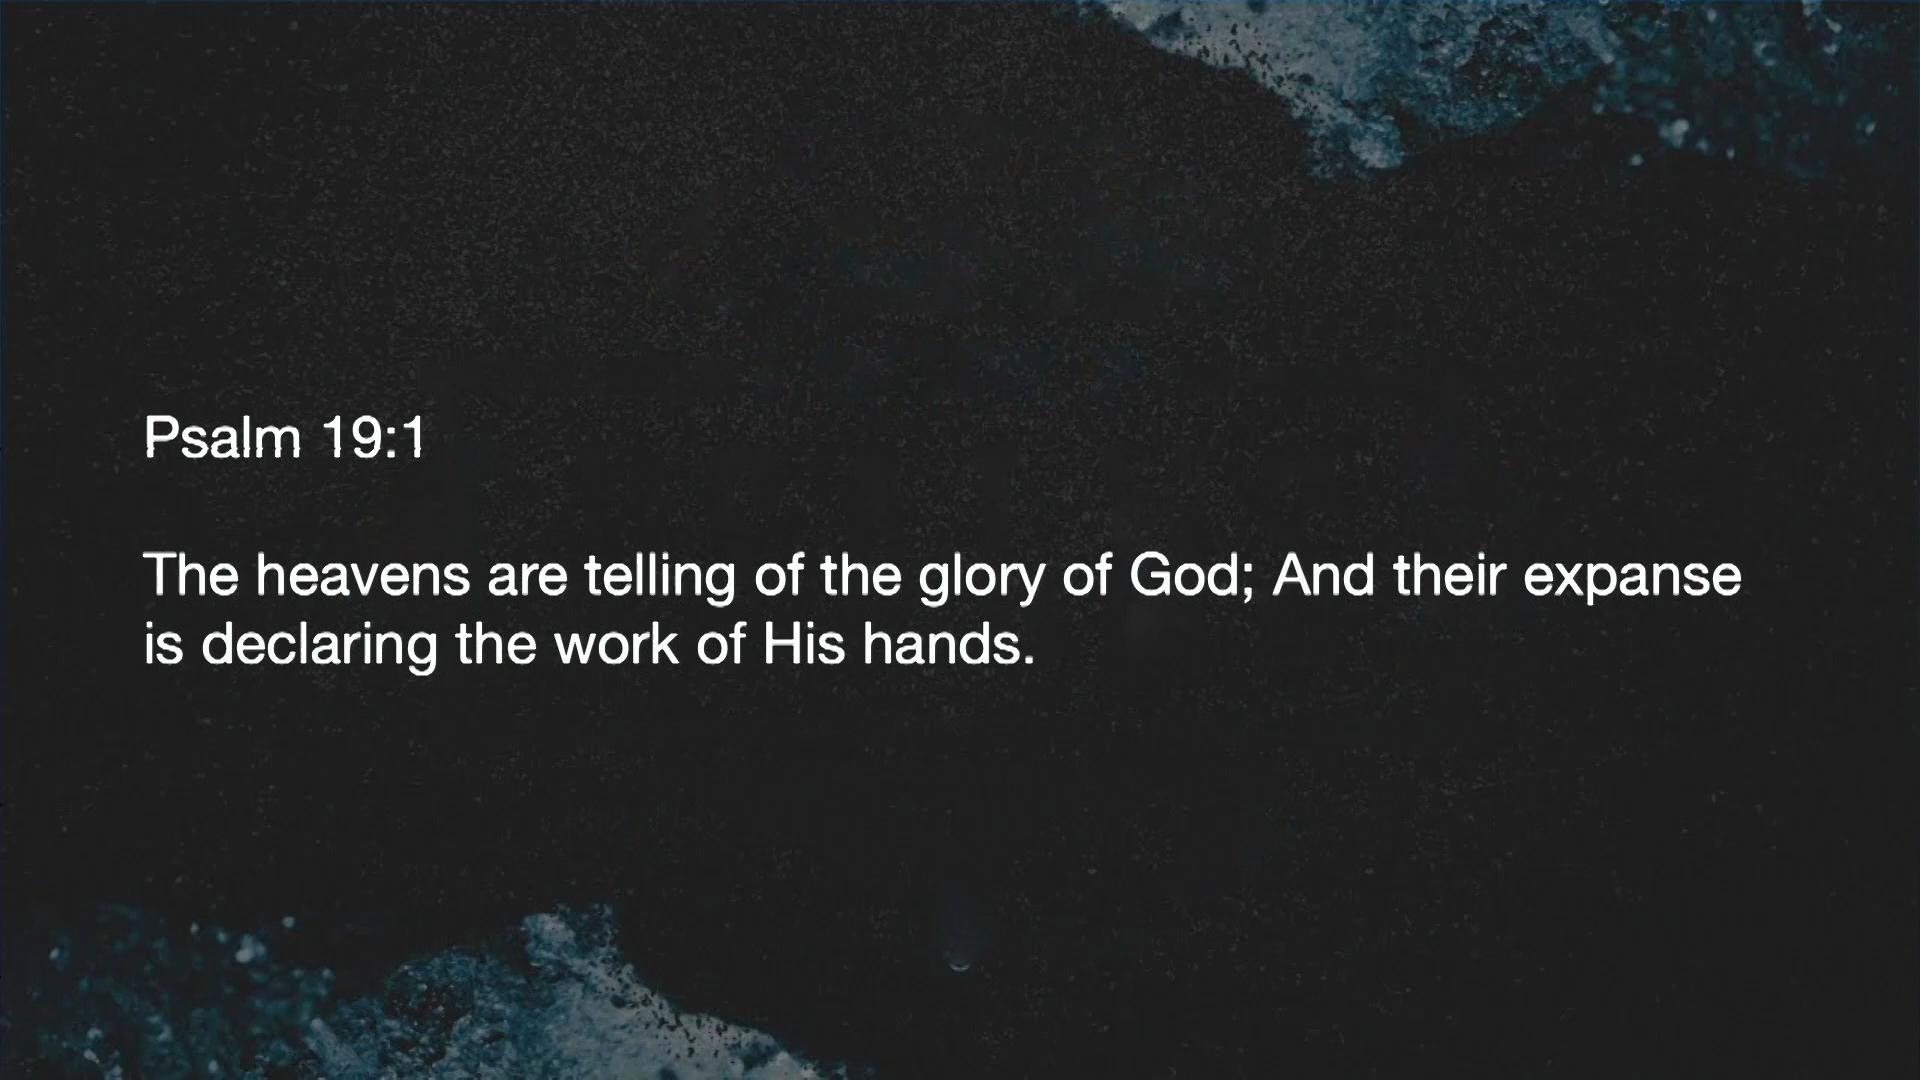 Psalm 19:1
The heavens are telling of the glory of God; And their expanse
is declaring the work of His hands.